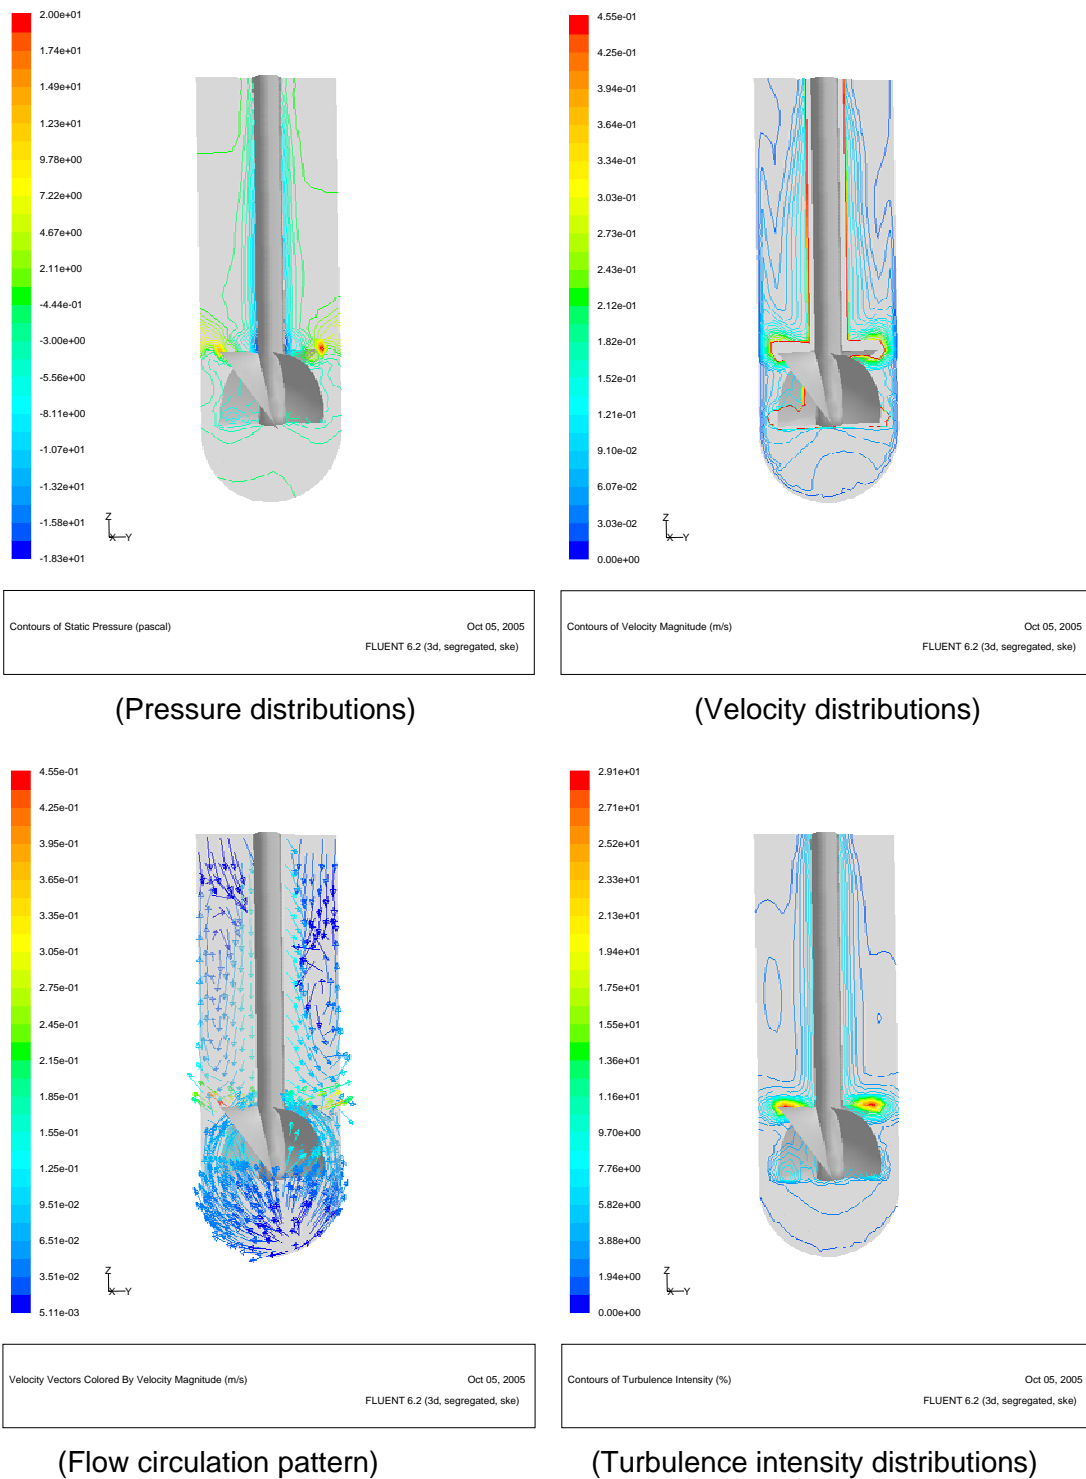 2.00e+01
1.74e+01
1.49e+01
1.23e+01
9.78e+00
7.22e+00
4.67e+00
2.11e+00
-4.44e-01
-3.00e+00
-5.56e+00
-8.11e+00
-1.07e+01
-1.32e+01
-1.58e+01
-1.83e+01
Z
X Y
Contours of Static Pressure (pascal)
Oct 05, 2005
FLUENT 6.2 (3d, segregated, ske)
(Pressure distributions)
4.55e-01
4.25e-01
3.94e-01
3.64e-01
3.34e-01
3.03e-01
2.73e-01
2.43e-01
2.12e-01
1.82e-01
1.52e-01
1.21e-01
9.10e-02
6.07e-02
3.03e-02
0.00e+00
Z
X Y
Contours of Velocity Magnitude (m/s)
Oct 05, 2005
FLUENT 6.2 (3d, segregated, ske)
(Velocity distributions)
4.55e-01
4.25e-01
3.95e-01
3.65e-01
3.35e-01
3.05e-01
2.75e-01
2.45e-01
2.15e-01
1.85e-01
1.55e-01
1.25e-01
9.51e-02
6.51e-02
3.51e-02
5.11e-03
Z
X Y
Velocity Vectors Colored By Velocity Magnitude (m/s)
Oct 05, 2005
FLUENT 6.2 (3d, segregated, ske)
(Flow circulation pattern)
2.91e+01
2.71e+01
2.52e+01
2.33e+01
2.13e+01
1.94e+01
1.75e+01
1.55e+01
1.36e+01
1.16e+01
9.70e+00
7.76e+00
5.82e+00
3.88e+00
1.94e+00
0.00e+00
Z
X Y
Contours of Turbulence Intensity (%)
Oct 05, 2005
FLUENT 6.2 (3d, segregated, ske)
(Turbulence intensity distributions)